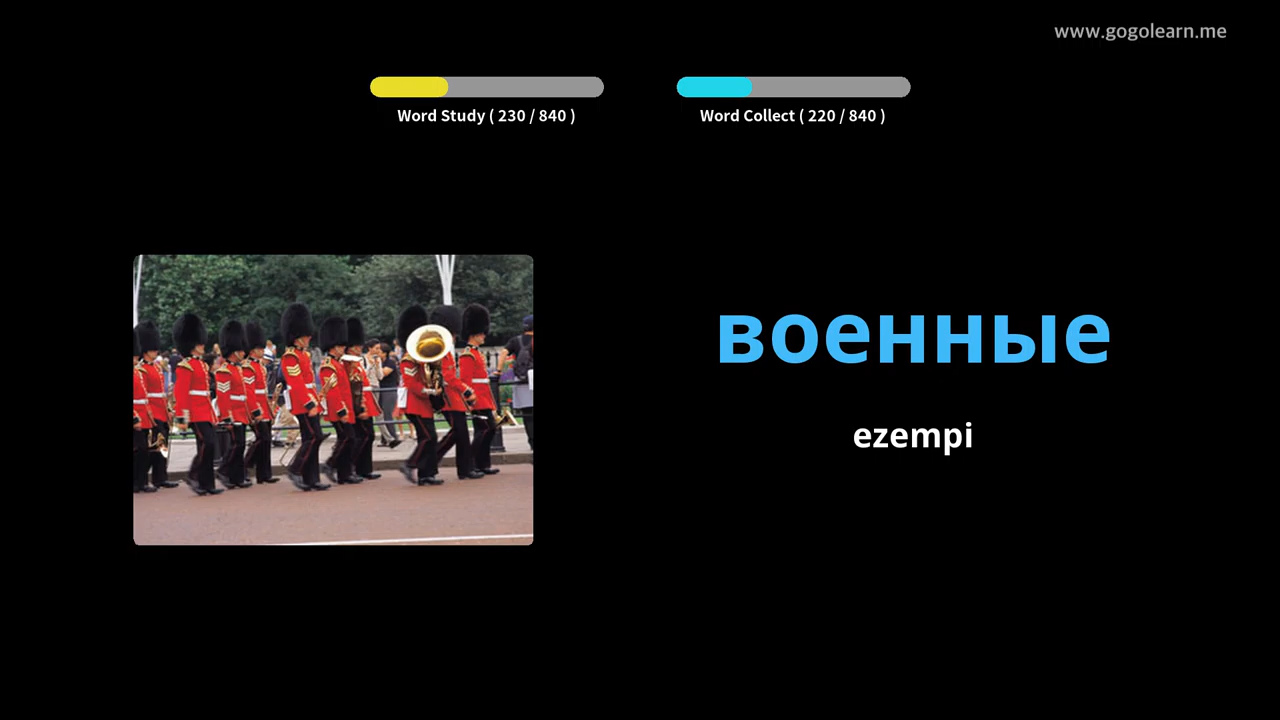 www.gogolearn.me
Word Study ( 230 / 840 )
Word Collect ( 220 / 840 )
военные
ezempi